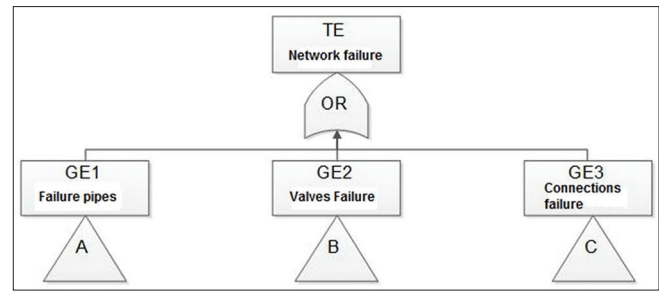 TE
Network failure
OR
GE1
Failure pipes
GE2
Valves Failure
GE3
Connections
failure
A
B
C